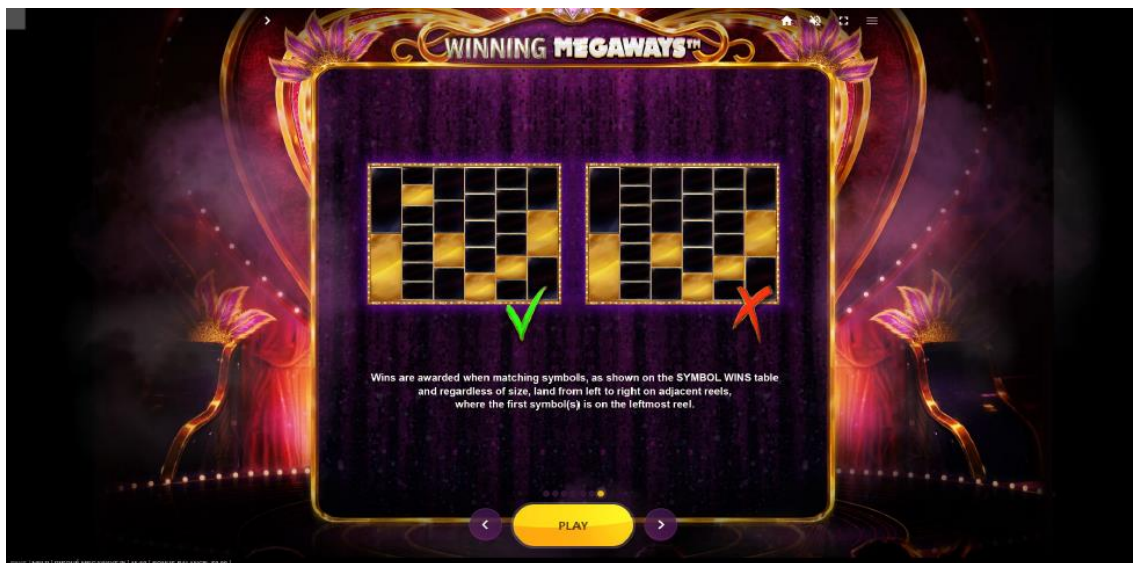 WINNING MEGAWAYS™
Wins are awarded when matching symbols, as shown on the SYMBOL WINS table
and regardless of size, land from left to right on adjacent reels,
where the first symbol(s) is on the leftmost reel.
PLAY